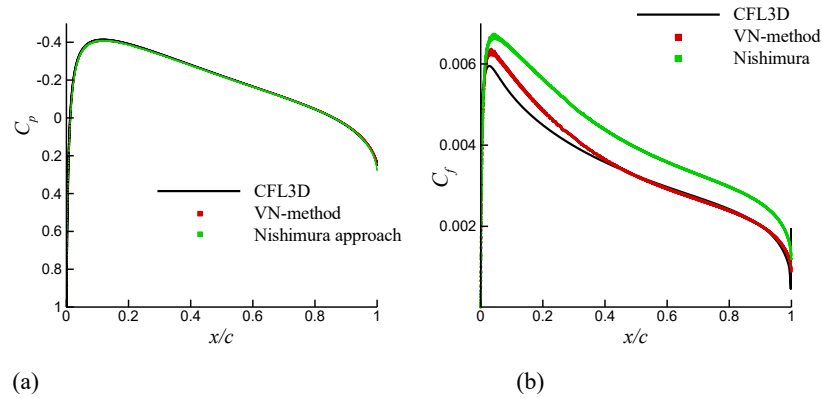 CFL3D
VN-method
Nishimura
-0.4
-0.2
0
0.2
0.4
0.6
0.8
1
Cp
CFL3D
VN-method
Nishimura approach
0 0.2 0.4 0.6 0.8 1
x/c
0.006
0.004
0.002
Cf
0 0.2 0.4 0.6 0.8 1
x/c
(a) (b)